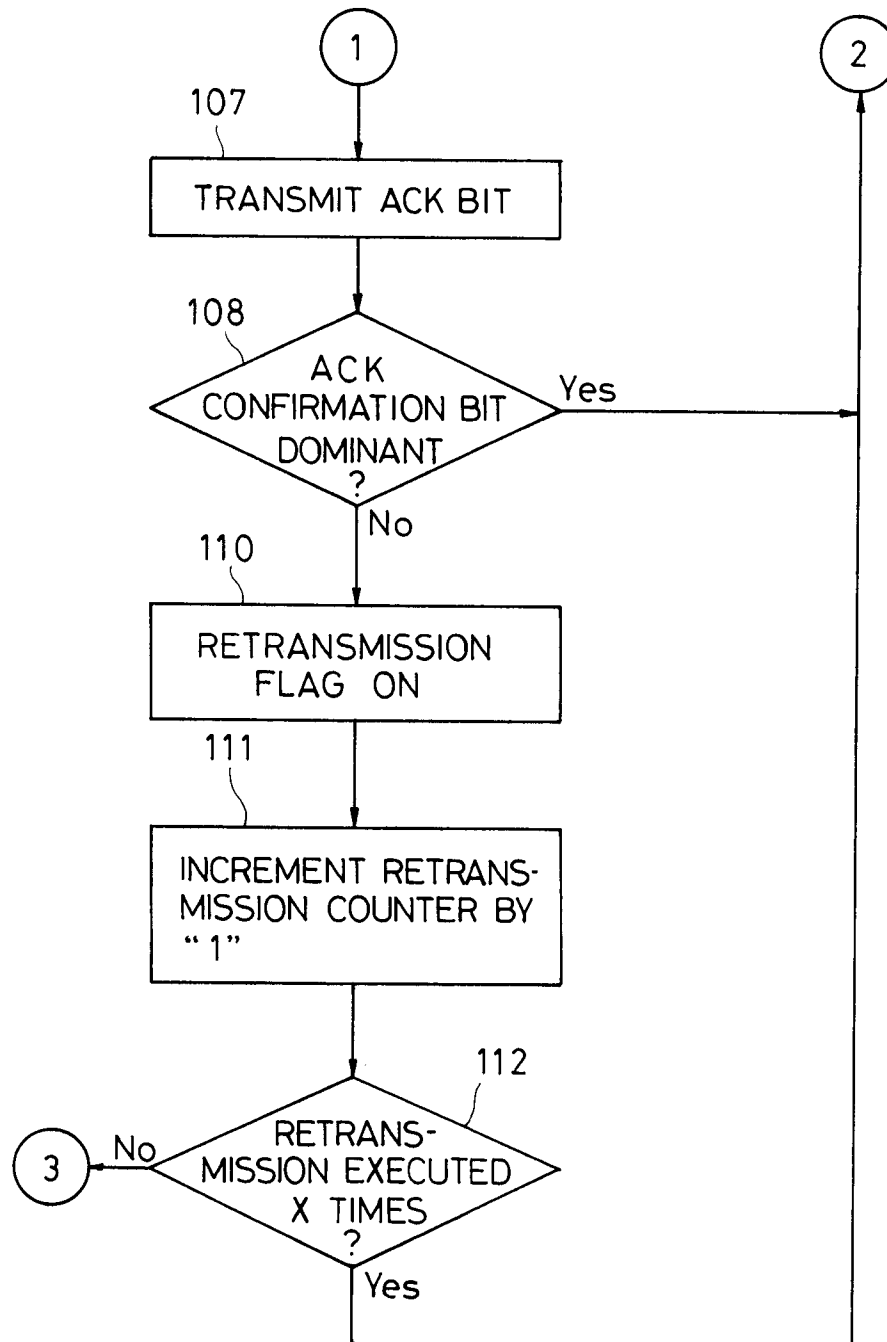 1
2
107
TRANSMIT ACK BIT
108
ACK
CONFIRMATION BIT
DOMINANT
?
Yes
No
110
RETRANSMISSION
FLAG ON
111
INCREMENT RETRANS-
MISSION COUNTER BY
"1"
112
RETRANS-
MISSION EXECUTED
X TIMES
?
No
3
Yes